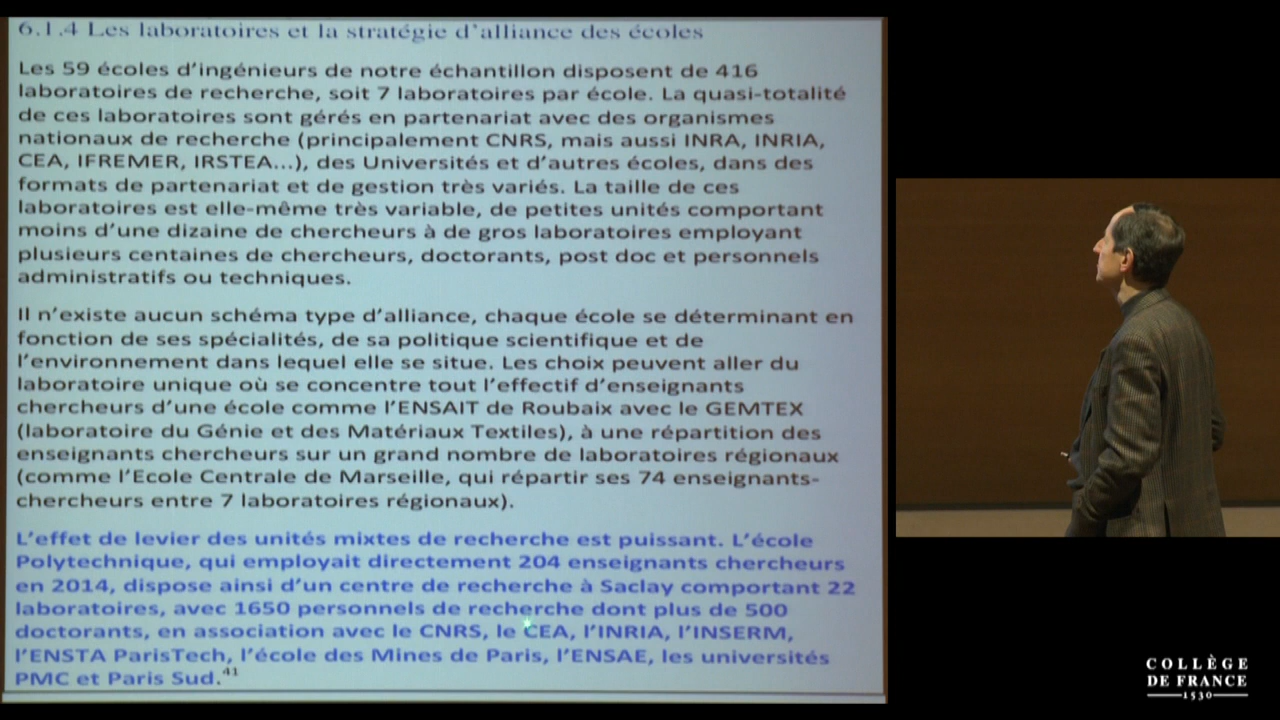 6.1.4 Les laboratoires et la stratégie d'alliance des écoles
Les 59 écoles d'ingénieurs de notre échantillon disposent de 416
laboratoires de recherche, soit 7 laboratoires par école. La quasi-totalité
de ces laboratoires sont gérés en partenariat avec des organismes
nationaux de recherche (principalement CNRS, mais aussi INRA, INRIA,
CEA, IFREMER, IRSTEA...), des Universités et d'autres écoles, dans des
formats de partenariat et de gestion très variés. La taille de ces
laboratoires est elle-même très variable, de petites unités comportant
moins d'une dizaine de chercheurs à de gros laboratoires employant
plusieurs centaines de chercheurs, doctorants, post doc et personnels
administratifs ou techniques.
Il n'existe aucun schéma type d'alliance, chaque école se déterminant en
fonction de ses spécialités, de sa politique scientifique et de
l'environnement dans lequel elle se situe. Les choix peuvent aller du
laboratoire unique où se concentre tout l'effectif d'enseignants
chercheurs d'une école comme l'ENSAIT de Roubaix avec le GEMTEX
(laboratoire du Génie et des Matériaux Textiles), à une répartition des
enseignants chercheurs sur un grand nombre de laboratoires régionaux
(comme l'Ecole Centrale de Marseille, qui répartir ses 74 enseignants-
chercheurs entre 7 laboratoires régionaux).
L'effet de levier des unités mixtes de recherche est puissant. L'école
Polytechnique, qui employait directement 204 enseignants chercheurs
en 2014, dispose ainsi d'un centre de recherche à Saclay comportant 22
laboratoires, avec 1650 personnels de recherche dont plus de 500
doctorants, en association avec le CNRS, le CEA, l'INRIA, l'INSERM,
l'ENSTA ParisTech, l'école des Mines de Paris, l'ENSAE, les universités
PMC et Paris Sud.41
COLLÈGE
DE FRANCE
1530